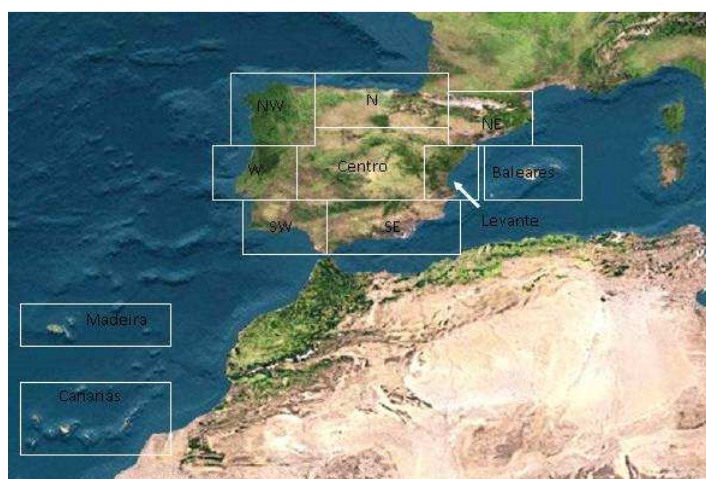 NW
N
NE
W
Centro
Baleares
Levante
SW
SE
Madeira
Canarias